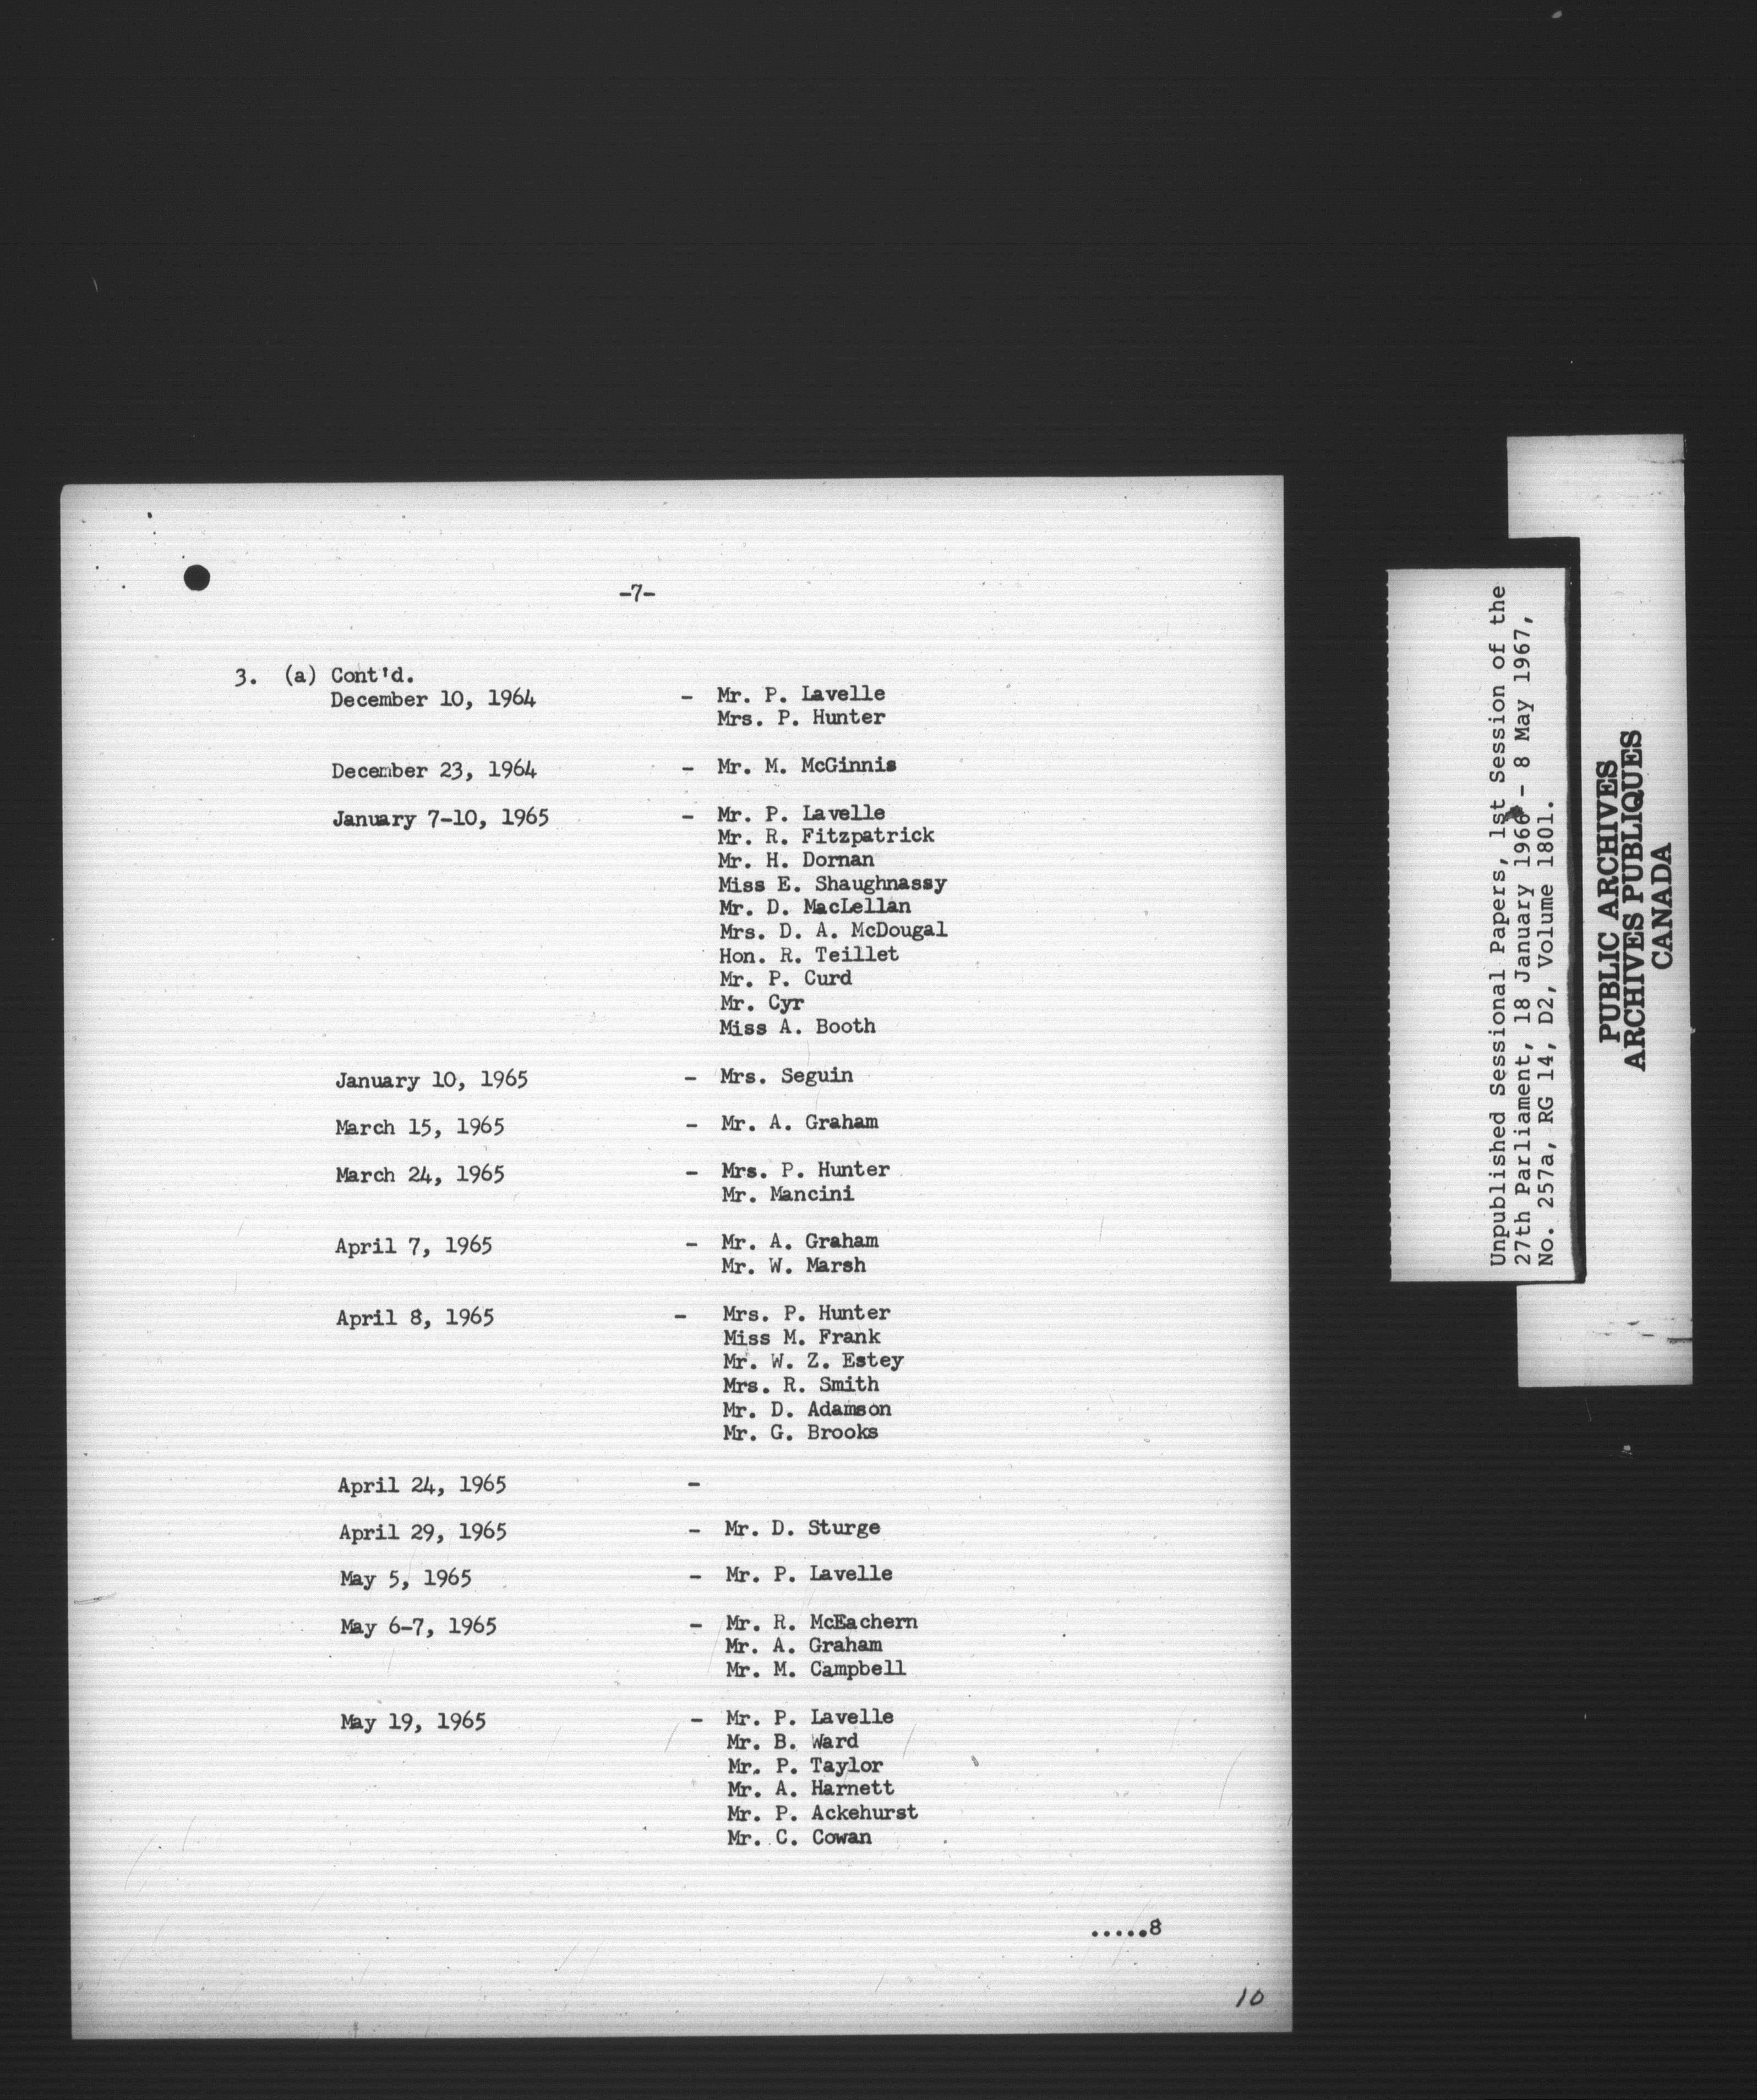 -7-
3. (a) Cont'd.
December 10, 1964 - Mr. P. Lavelle
Mrs. P. Hunter
December 23, 1964 - Mr. M. McGinnis
January 7-10, 1965 - Mr. P. Lavelle
Mr. R. Fitzpatrick
Mr. H. Dornan
Miss E. Shaughnassy
Mr. D. MacLellan
Mrs. D. A. McDougal
Hon. R. Teillet
Mr. P. Curd
Mr. Cyr
Miss A. Booth
January 10, 1965 - Mrs. Seguin
March 15, 1965 - Mr. A. Graham
March 24, 1965 - Mrs. P. Hunter
Mr. Mancini
April 7, 1965 - Mr. A. Graham
Mr. W. Marsh
April 8, 1965 - Mrs. P. Hunter
Miss M. Frank
Mr. W. Z. Estey
Mrs. R. Smith
Mr. D. Adamson
Mr. G. Brooks
April 24, 1965 -
April 29, 1965 - Mr. D. Sturge
May 5, 1965 - Mr. P. Lavelle
May 6-7, 1965 - Mr. R. McEachern
Mr. A. Graham
Mr. M. Campbell
May 19, 1965 - Mr. P. Lavelle
Mr. B. Ward
Mr. P. Taylor
Mr. A. Harnett
Mr. P. Ackehurst
Mr. C. Cowan
.....8
10
Unpublished Sessional Papers, 1st Session of the
27th Parliament, 18 January 1966 - 8 May 1967,
No. 257a, RG 14, D2, Volume 1801.
PUBLIC ARCHIVES
ARCHIVES PUBLIQUES
CANADA